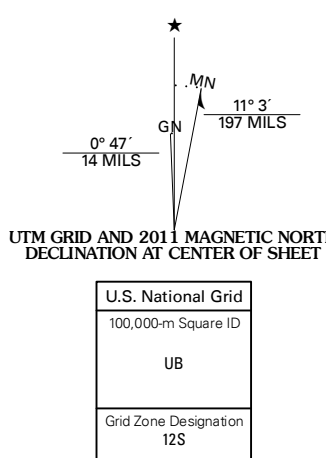 MN
11° 3´
197 MILS
GN
0° 47´
14 MILS
UTM GRID AND 2011 MAGNETIC NORTH
DECLINATION AT CENTER OF SHEET
U.S. National Grid
100,000-m Square ID
UB
Grid Zone Designation
12S